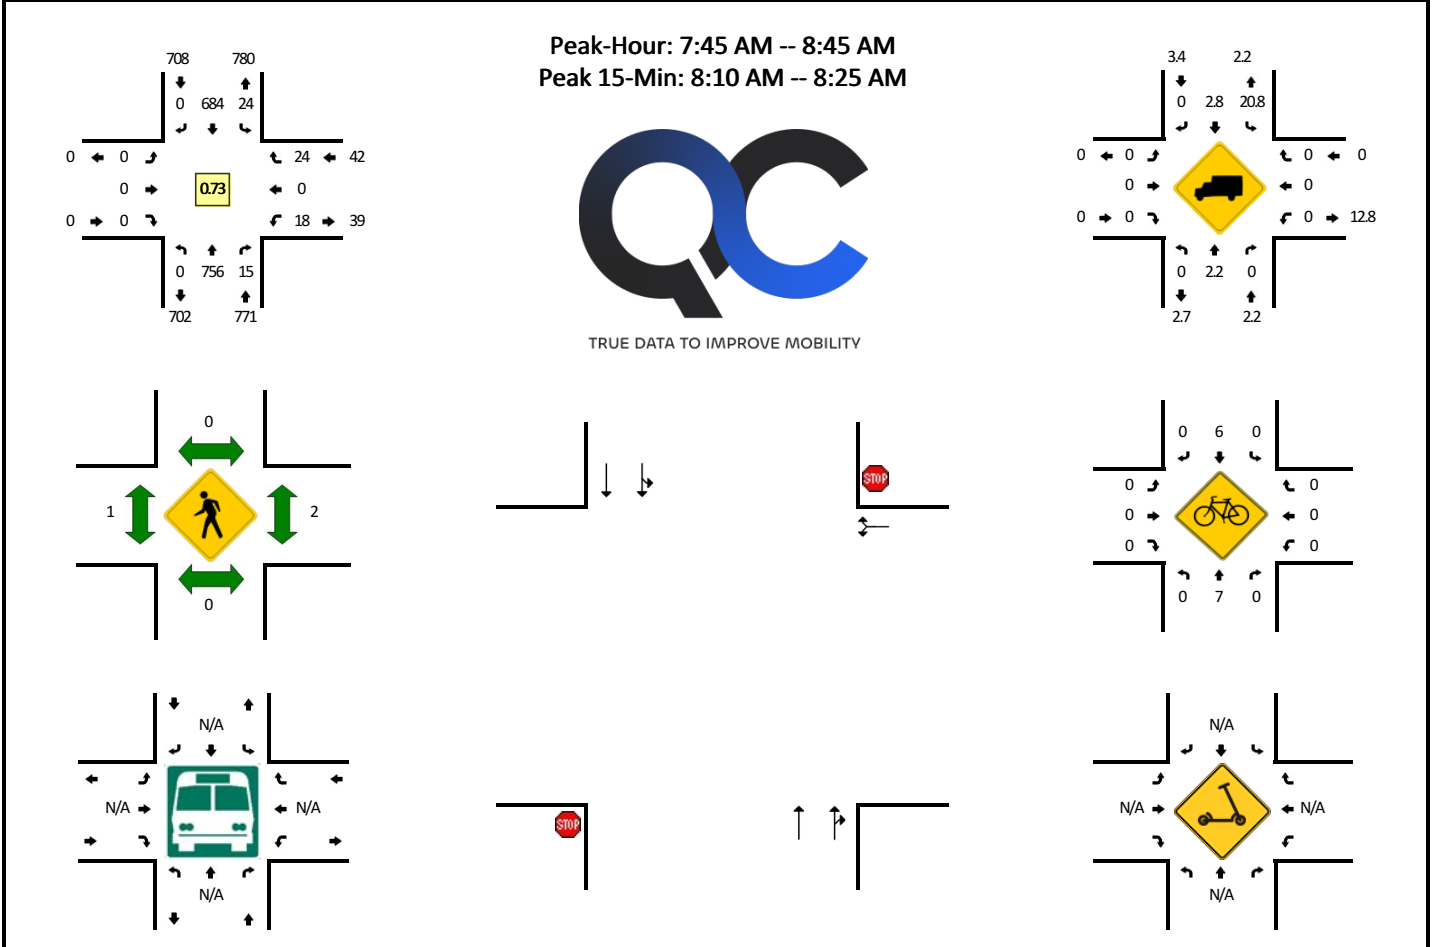 Peak-Hour: 7:45 AM -- 8:45 AM
Peak 15-Min: 8:10 AM -- 8:25 AM
708 780
0 684 24
0 0 24 42
0 0.73 0
0 0 18 39
0 756 15
702 771
TRUE DATA TO IMPROVE MOBILITY
3.4 2.2
0 2.8 20.8
0 0 0 0
0 0
0 0 0 12.8
0 2.2 0
2.7 2.2
0
1 2
0
STOP
STOP
0 6 0
0 0
0 0
0 0
0 7 0
N/A
N/A N/A
N/A
N/A
N/A N/A
N/A